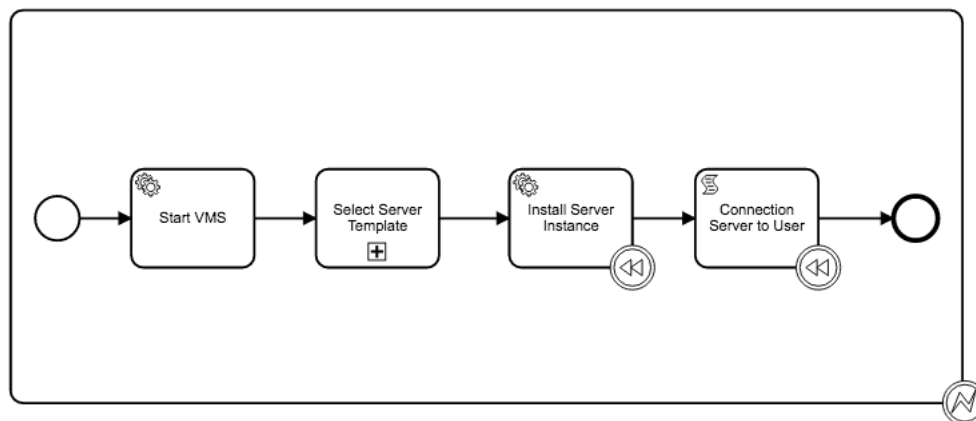 Start VMS
Select Server
Template
Install Server
Instance
Connection
Server to User